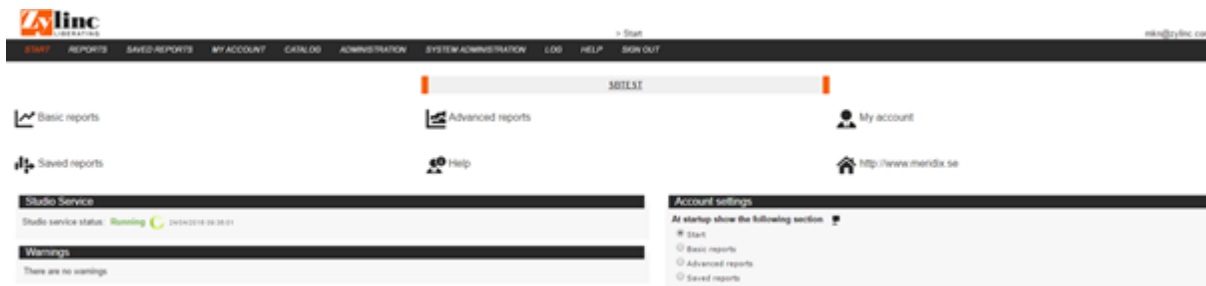 Zylinc
LIBERATING
> Start
mkn@zylinc.co
START REPORTS SAVED REPORTS MY ACCOUNT CATALOG ADMINISTRATION SYSTEM ADMINISTRATION LOG HELP SIGN OUT
SBTEST
Basic reports
Advanced reports
My account
Saved reports
Help
http://www.meridix.se
Studio Service
Studio service status: Running
Warnings
There are no warnings
Account settings
At startup show the following section
Start
Basic reports
Advanced reports
Saved reports